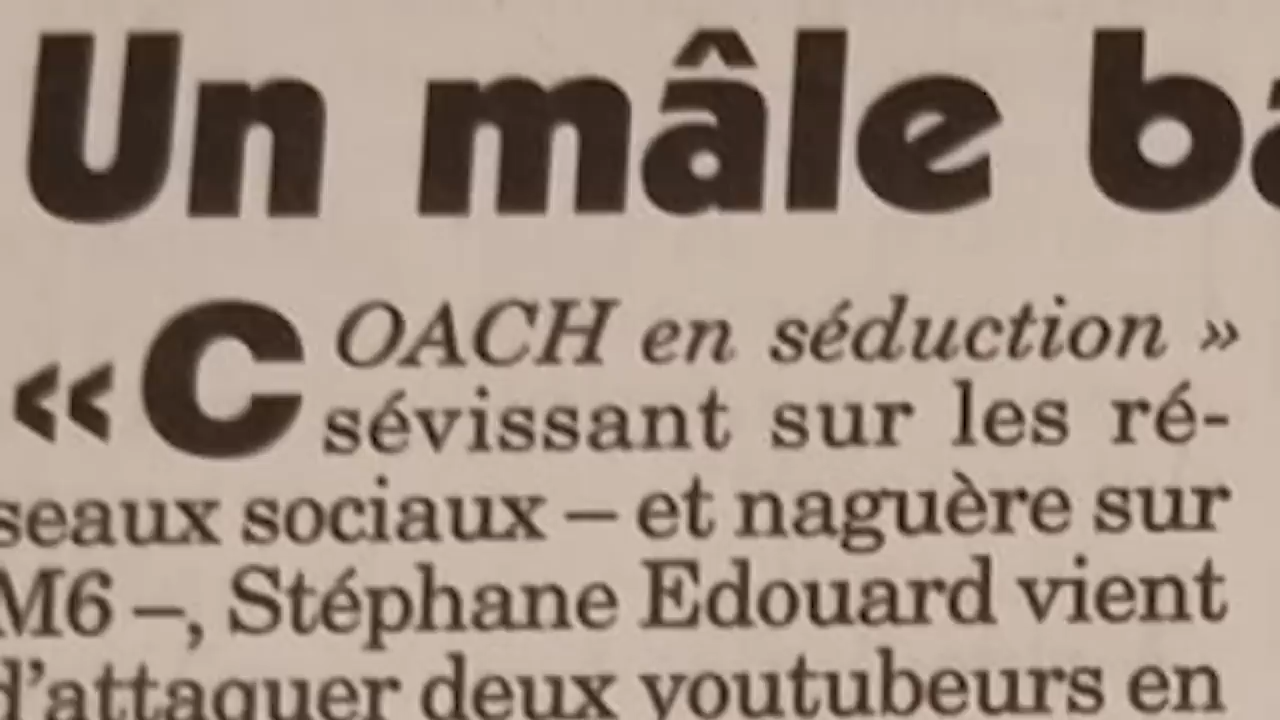 Un mâle ba
« COACH en séduction »
sévissant sur les ré-
seaux sociaux – et naguère sur
M6 –, Stéphane Edouard vient
d'attaquer deux youtubeurs en